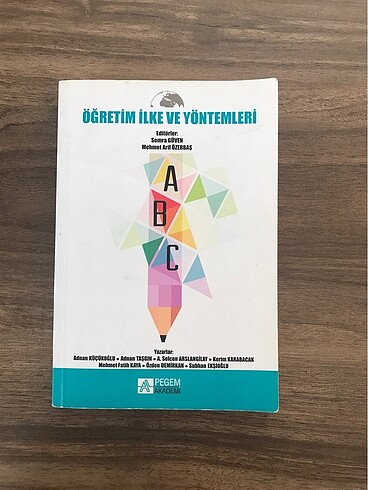 ÖĞRETİM İLKE VE YÖNTEMLERİ
Editörler:
Semra GÜVEN
Mehmet Arif ÖZERBAŞ
A
B
C
Yazarlar:
Adnan KÜÇÜKOĞLU • Adnan TAŞGIN • A. Selcen ARSLANGİLAY • Kerim KARABACAK
Mehmet Fatih KAYA • Özden DEMİRKAN • Subhan EKŞİOĞLU
PEGEM
AKADEMİ